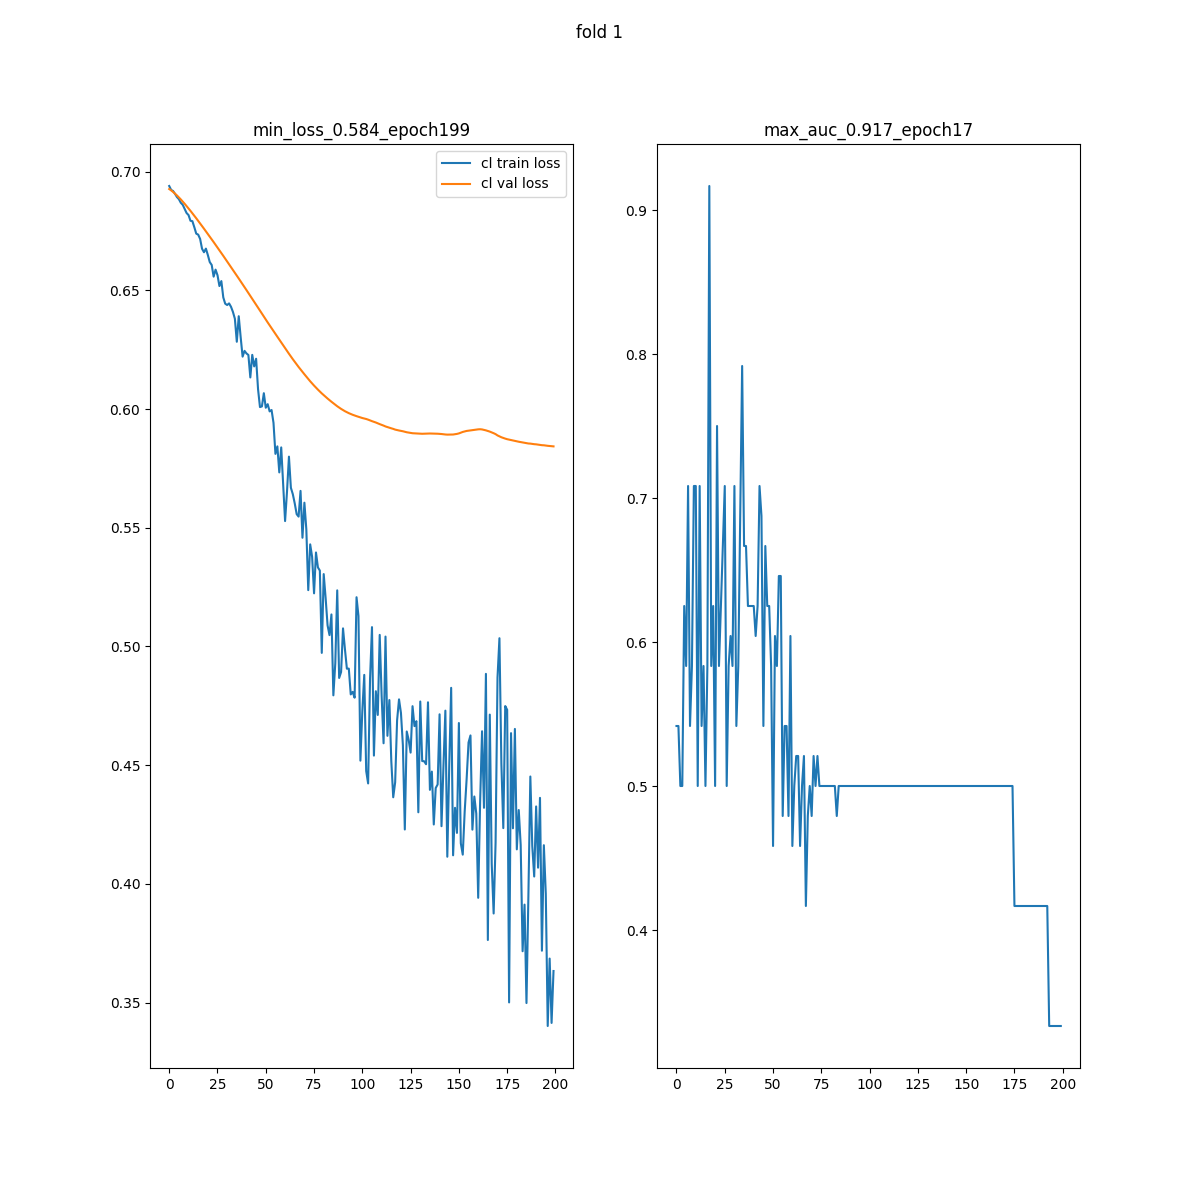 fold 1
min_loss_0.584_epoch199
cl train loss
cl val loss
0.70
0.65
0.60
0.55
0.50
0.45
0.40
0.35
0 25 50 75 100 125 150 175 200
max_auc_0.917_epoch17
0.9
0.8
0.7
0.6
0.5
0.4
0 25 50 75 100 125 150 175 200